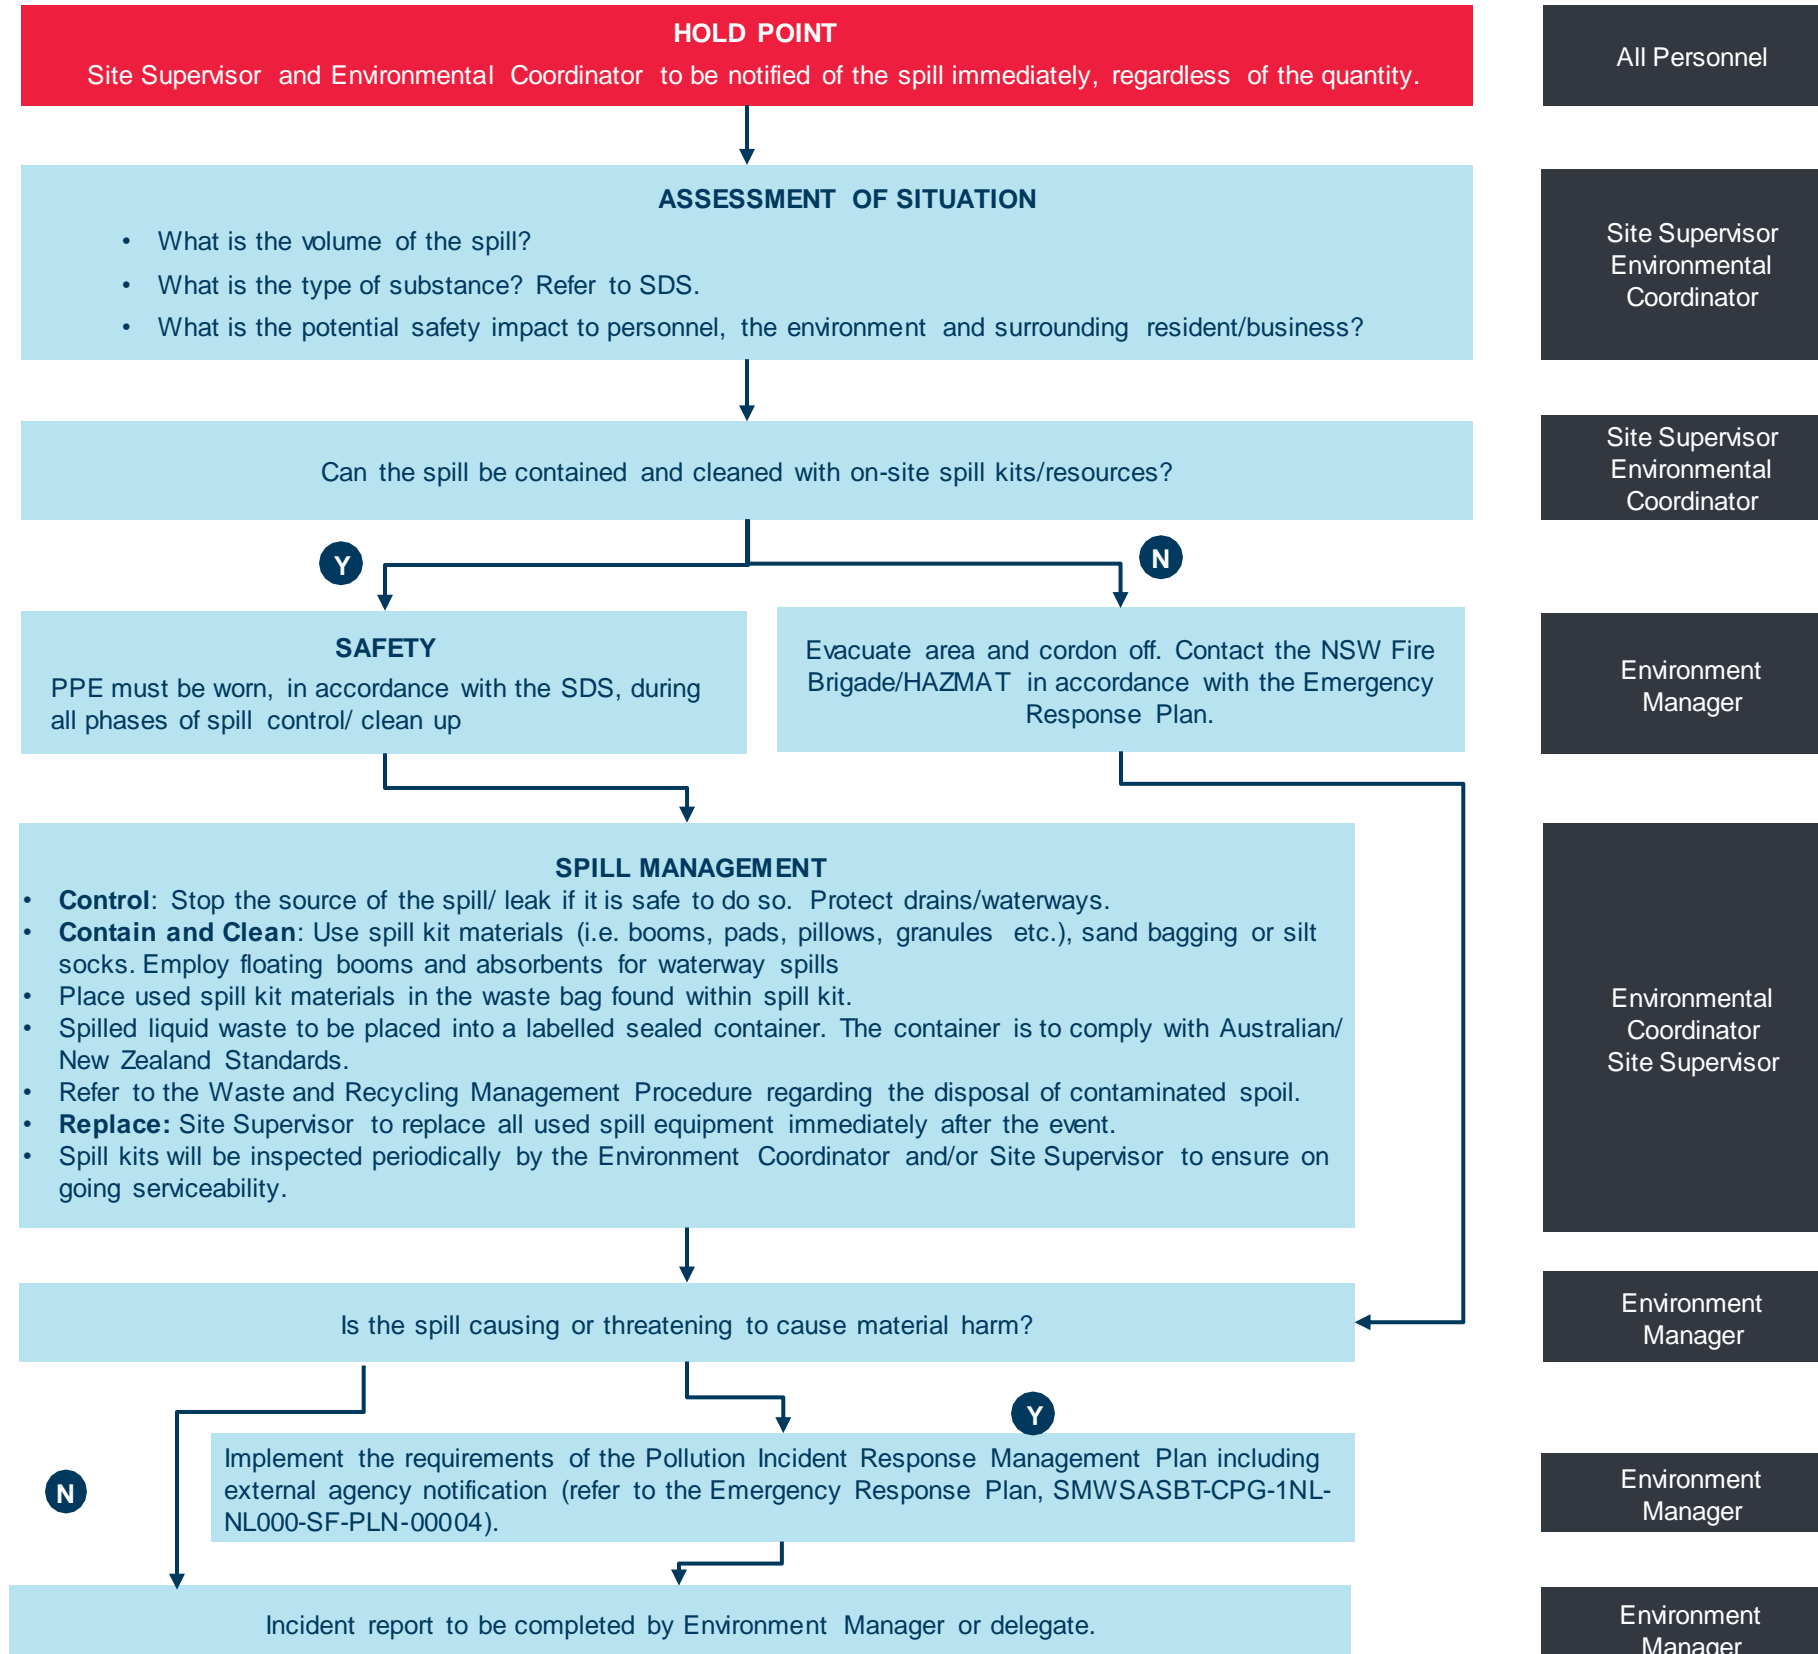 HOLD POINT
Site Supervisor and Environmental Coordinator to be notified of the spill immediately, regardless of the quantity.
All Personnel
ASSESSMENT OF SITUATION
• What is the volume of the spill?
• What is the type of substance? Refer to SDS.
• What is the potential safety impact to personnel, the environment and surrounding resident/business?
Site Supervisor
Environmental
Coordinator
Can the spill be contained and cleaned with on-site spill kits/resources?
Site Supervisor
Environmental
Coordinator
Y
N
SAFETY
PPE must be worn, in accordance with the SDS, during
all phases of spill control/ clean up
Evacuate area and cordon off. Contact the NSW Fire
Brigade/HAZMAT in accordance with the Emergency
Response Plan.
Environment
Manager
SPILL MANAGEMENT
• Control: Stop the source of the spill/ leak if it is safe to do so. Protect drains/waterways.
• Contain and Clean: Use spill kit materials (i.e. booms, pads, pillows, granules etc.), sand bagging or silt
socks. Employ floating booms and absorbents for waterway spills
• Place used spill kit materials in the waste bag found within spill kit.
• Spilled liquid waste to be placed into a labelled sealed container. The container is to comply with Australian/
New Zealand Standards.
• Refer to the Waste and Recycling Management Procedure regarding the disposal of contaminated spoil.
• Replace: Site Supervisor to replace all used spill equipment immediately after the event.
• Spill kits will be inspected periodically by the Environment Coordinator and/or Site Supervisor to ensure on
going serviceability.
Environmental
Coordinator
Site Supervisor
Is the spill causing or threatening to cause material harm?
Environment
Manager
Y
N
Implement the requirements of the Pollution Incident Response Management Plan including
external agency notification (refer to the Emergency Response Plan, SMWSASBT-CPG-1NL-
NL000-SF-PLN-00004).
Environment
Manager
Incident report to be completed by Environment Manager or delegate.
Environment
Manager